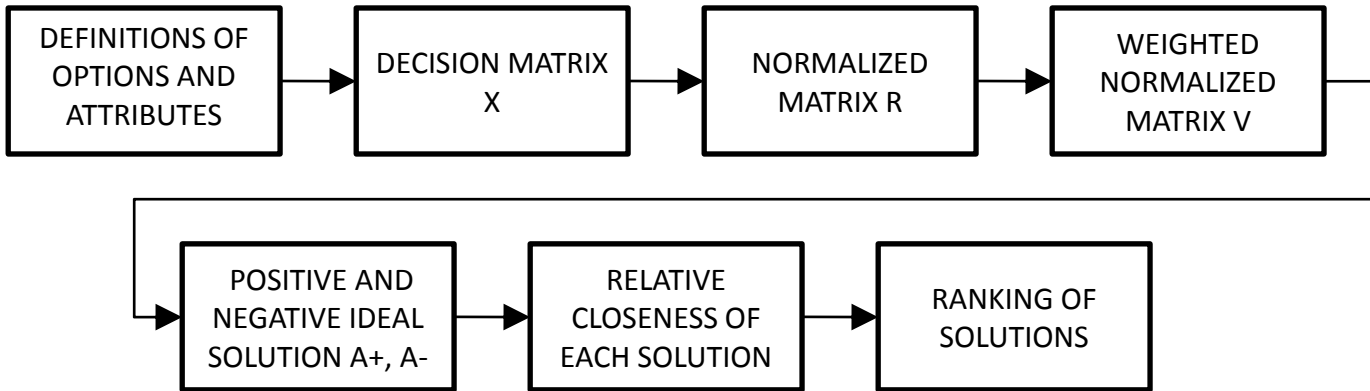 DEFINITIONS OF
OPTIONS AND
ATTRIBUTES
DECISION MATRIX
X
NORMALIZED
MATRIX R
WEIGHTED
NORMALIZED
MATRIX V
POSITIVE AND
NEGATIVE IDEAL
SOLUTION A+, A-
RELATIVE
CLOSENESS OF
EACH SOLUTION
RANKING OF
SOLUTIONS